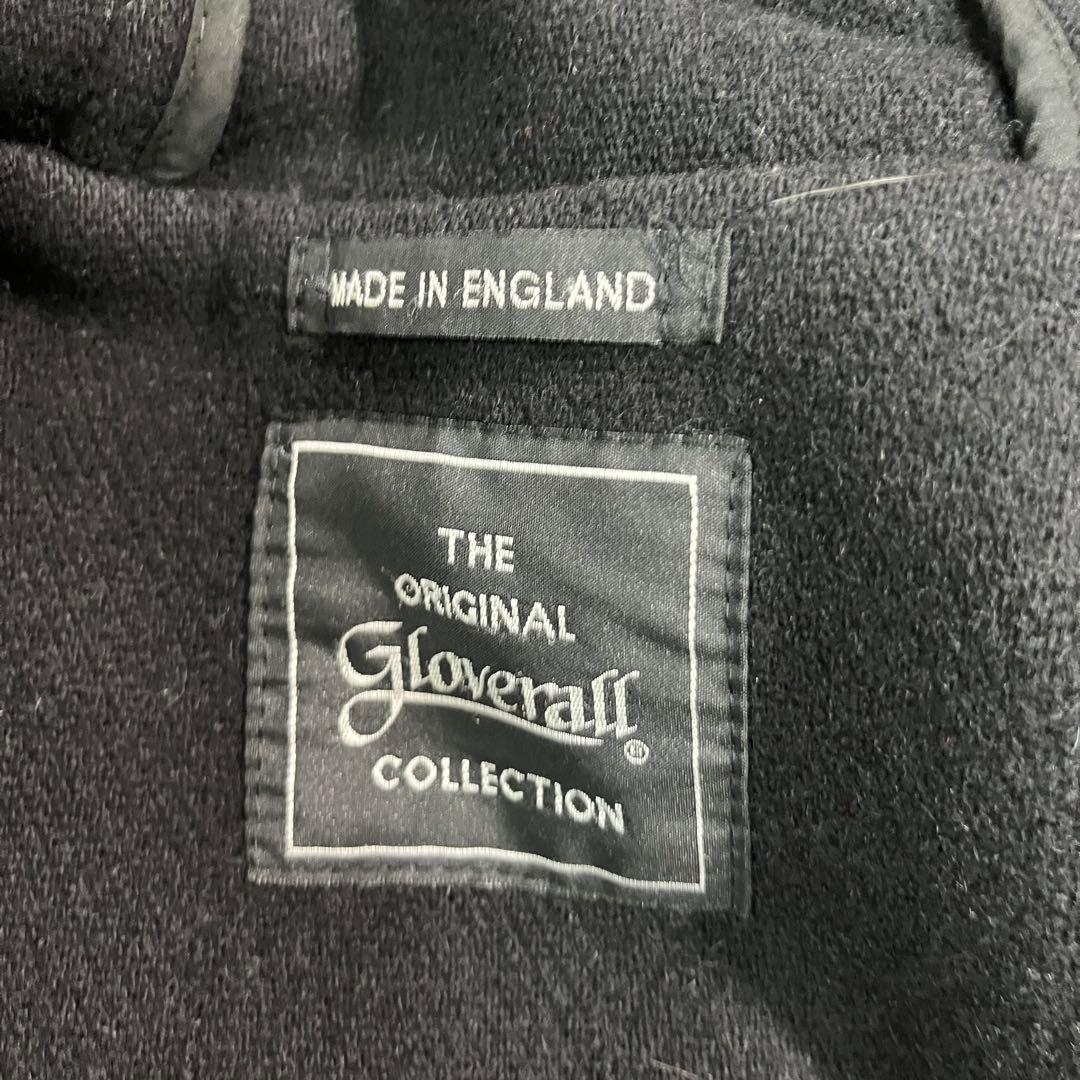 MADE IN ENGLAND
THE
ORIGINAL
Gloverall®
COLLECTION